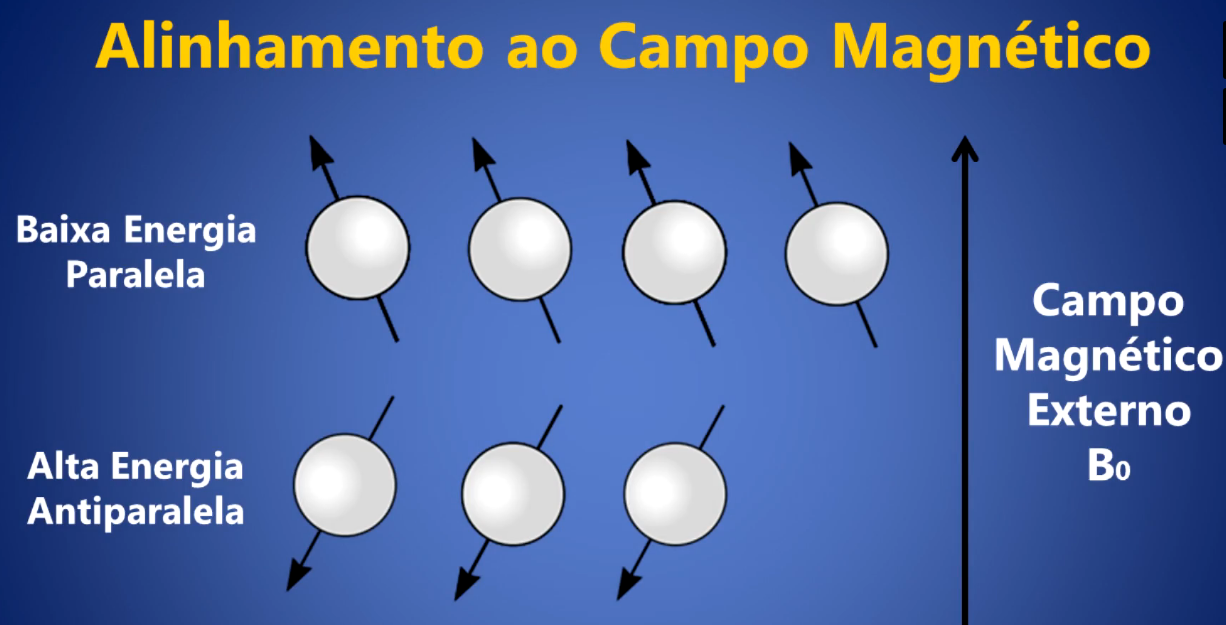 Alinhamento ao Campo Magnético
Baixa Energia
Paralela
Alta Energia
Antiparalela
Campo
Magnético
Externo
B₀